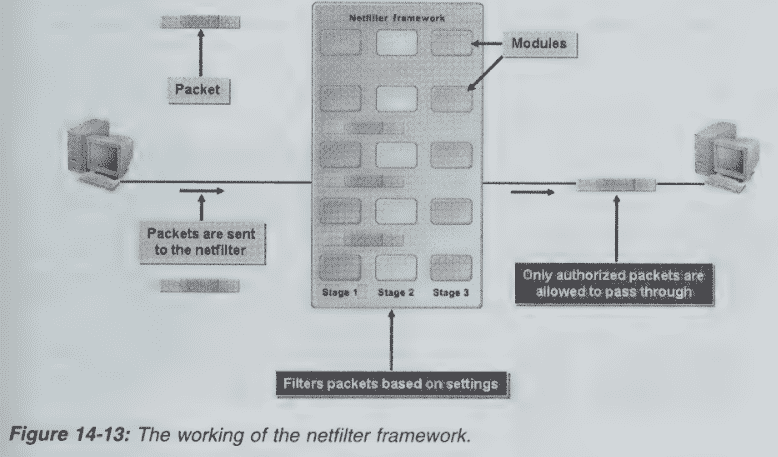 Netfilter framework
Modules
Packet
Packets are sent
to the netfilter
Only authorized packets are
allowed to pass through
Stage 1 Stage 2 Stage 3
Filters packets based on settings
Figure 14-13: The working of the netfilter framework.